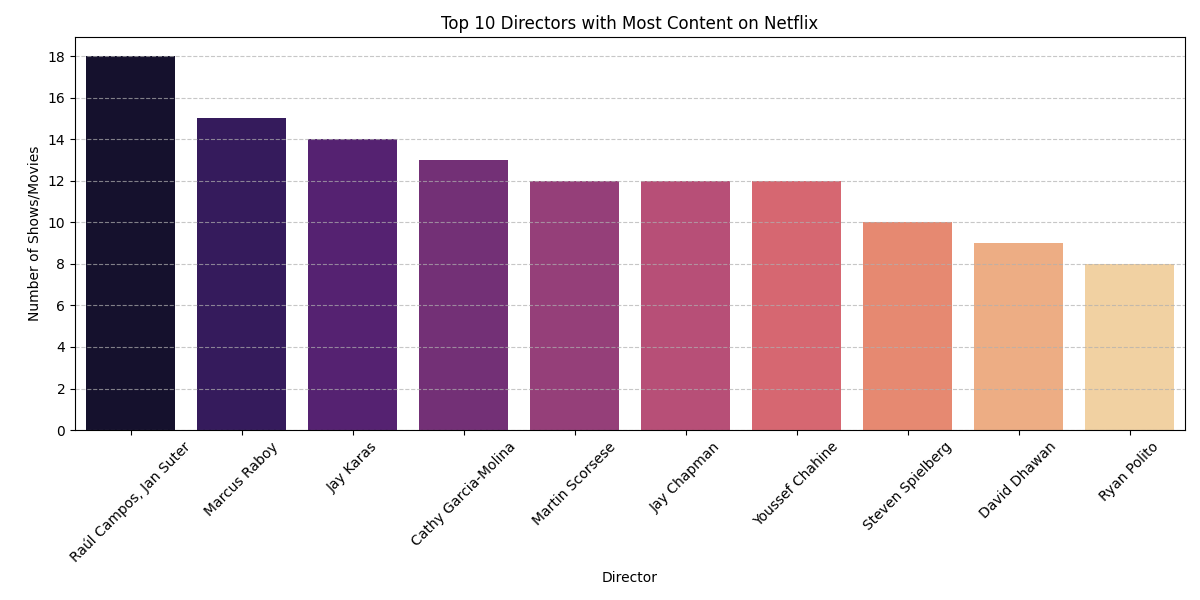 Top 10 Directors with Most Content on Netflix
Number of Shows/Movies
18
16
14
12
10
8
6
4
2
0
Raúl Campos, Jan Suter
Marcus Raboy
Jay Karas
Cathy Garcia-Molina
Martin Scorsese
Jay Chapman
Youssef Chahine
Steven Spielberg
David Dhawan
Ryan Polito
Director